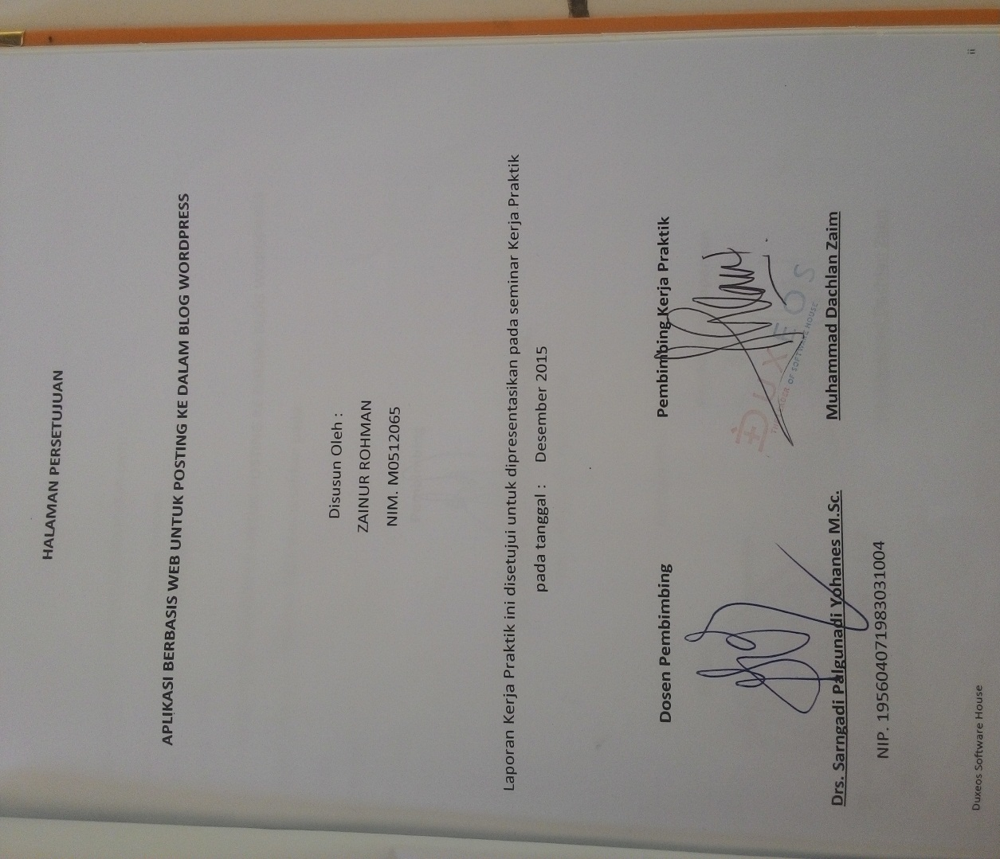 HALAMAN PERSETUJUAN
APLIKASI BERBASIS WEB UNTUK POSTING KE DALAM BLOG WORDPRESS
Disusun Oleh :
ZAINUR ROHMAN
NIM. M0512065
Laporan Kerja Praktik ini disetujui untuk dipresentasikan pada seminar Kerja Praktik
pada tanggal : Desember 2015
Dosen Pembimbing
Pembimbing Kerja Praktik
DUXEOS
OF SOFTWARE HOUSE
Drs. Sarngadi Palgunadi Yohanes M.Sc.
Muhammad Dachlan Zaim
NIP. 195604071983031004
Duxeos Software House
ii